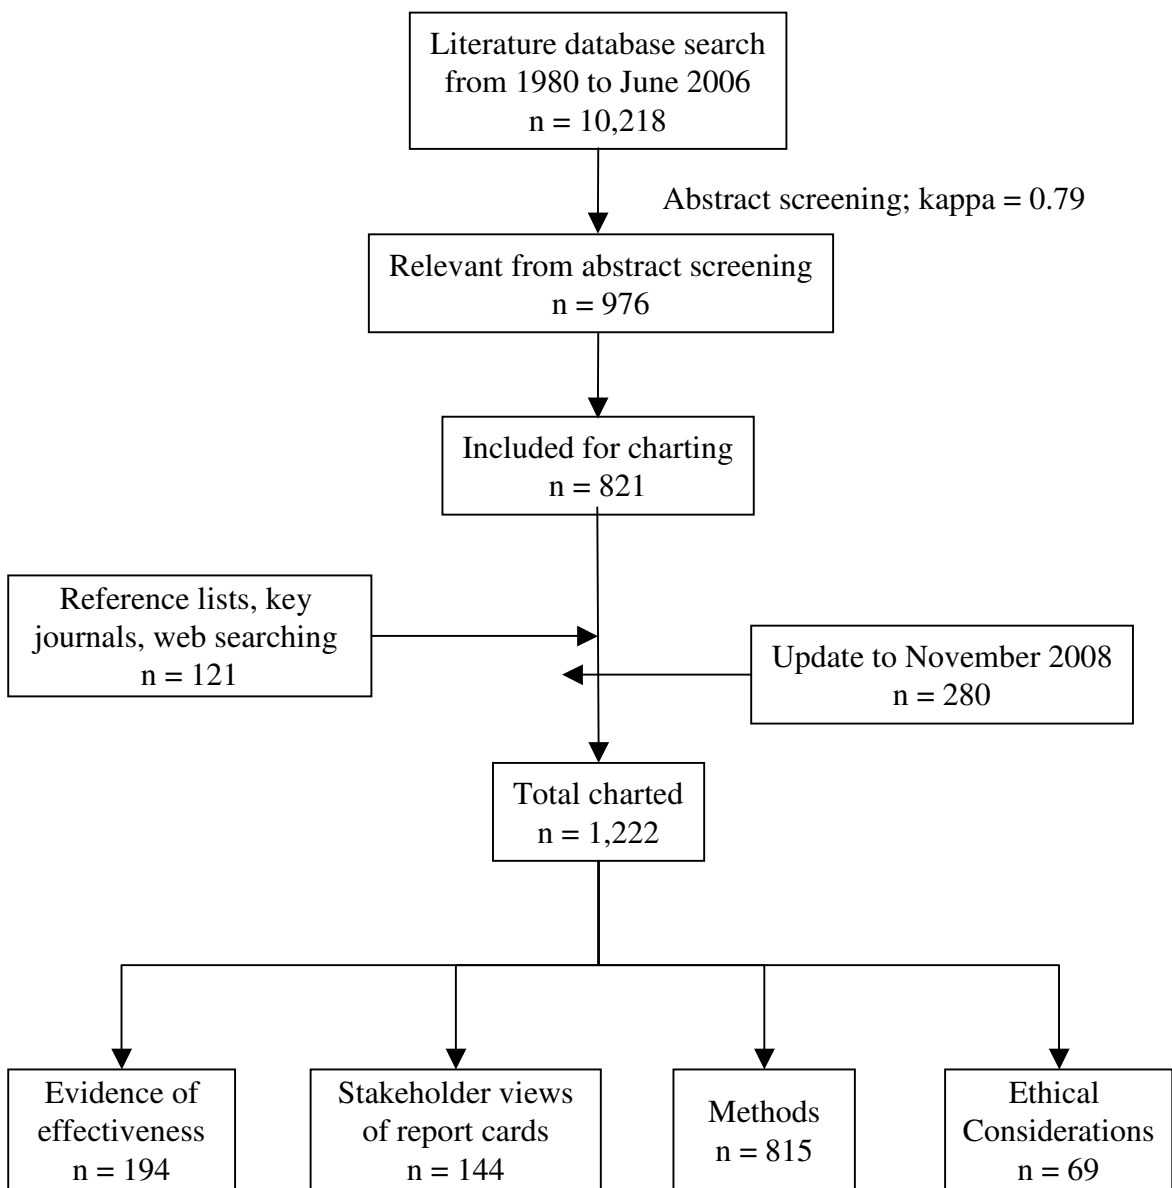 Literature database search
from 1980 to June 2006
n = 10,218
Abstract screening; kappa = 0.79
Relevant from abstract screening
n = 976
Included for charting
n = 821
Reference lists, key
journals, web searching
n = 121
Update to November 2008
n = 280
Total charted
n = 1,222
Evidence of
effectiveness
n = 194
Stakeholder views
of report cards
n = 144
Methods
n = 815
Ethical
Considerations
n = 69